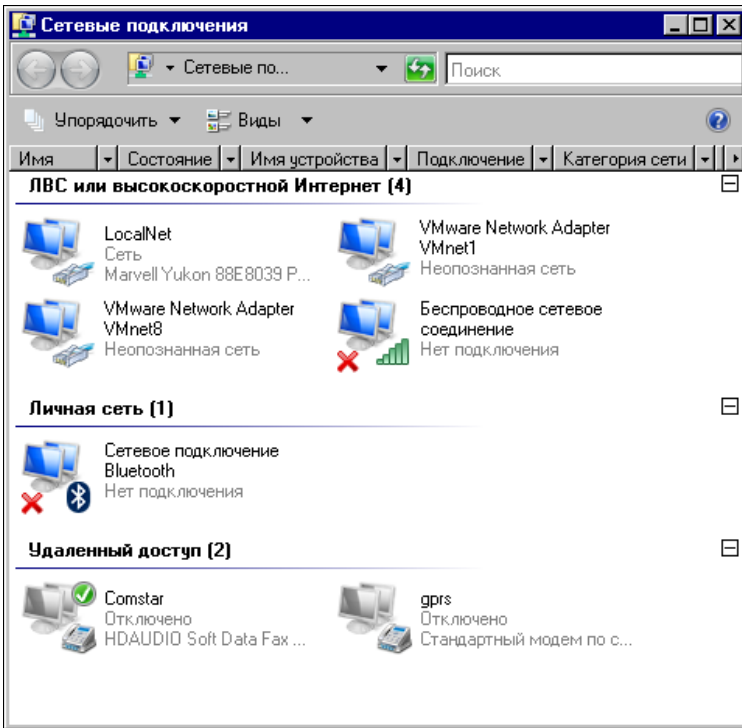 Сетевые подключения
Сетевые по...
Поиск
Упорядочить
Виды
Имя Состояние Имя устройства Подключение Категория сети
ЛВС или высокоскоростной Интернет (4)
LocalNet
Сеть
Marvell Yukon 88E8039 P...
VMware Network Adapter
VMnet1
Неопознанная сеть
VMware Network Adapter
VMnet8
Неопознанная сеть
Беспроводное сетевое
соединение
Нет подключения
Личная сеть (1)
Сетевое подключение
Bluetooth
Нет подключения
Удаленный доступ (2)
Comstar
Отключено
HDAUDIO Soft Data Fax ...
gprs
Отключено
Стандартный модем по с...